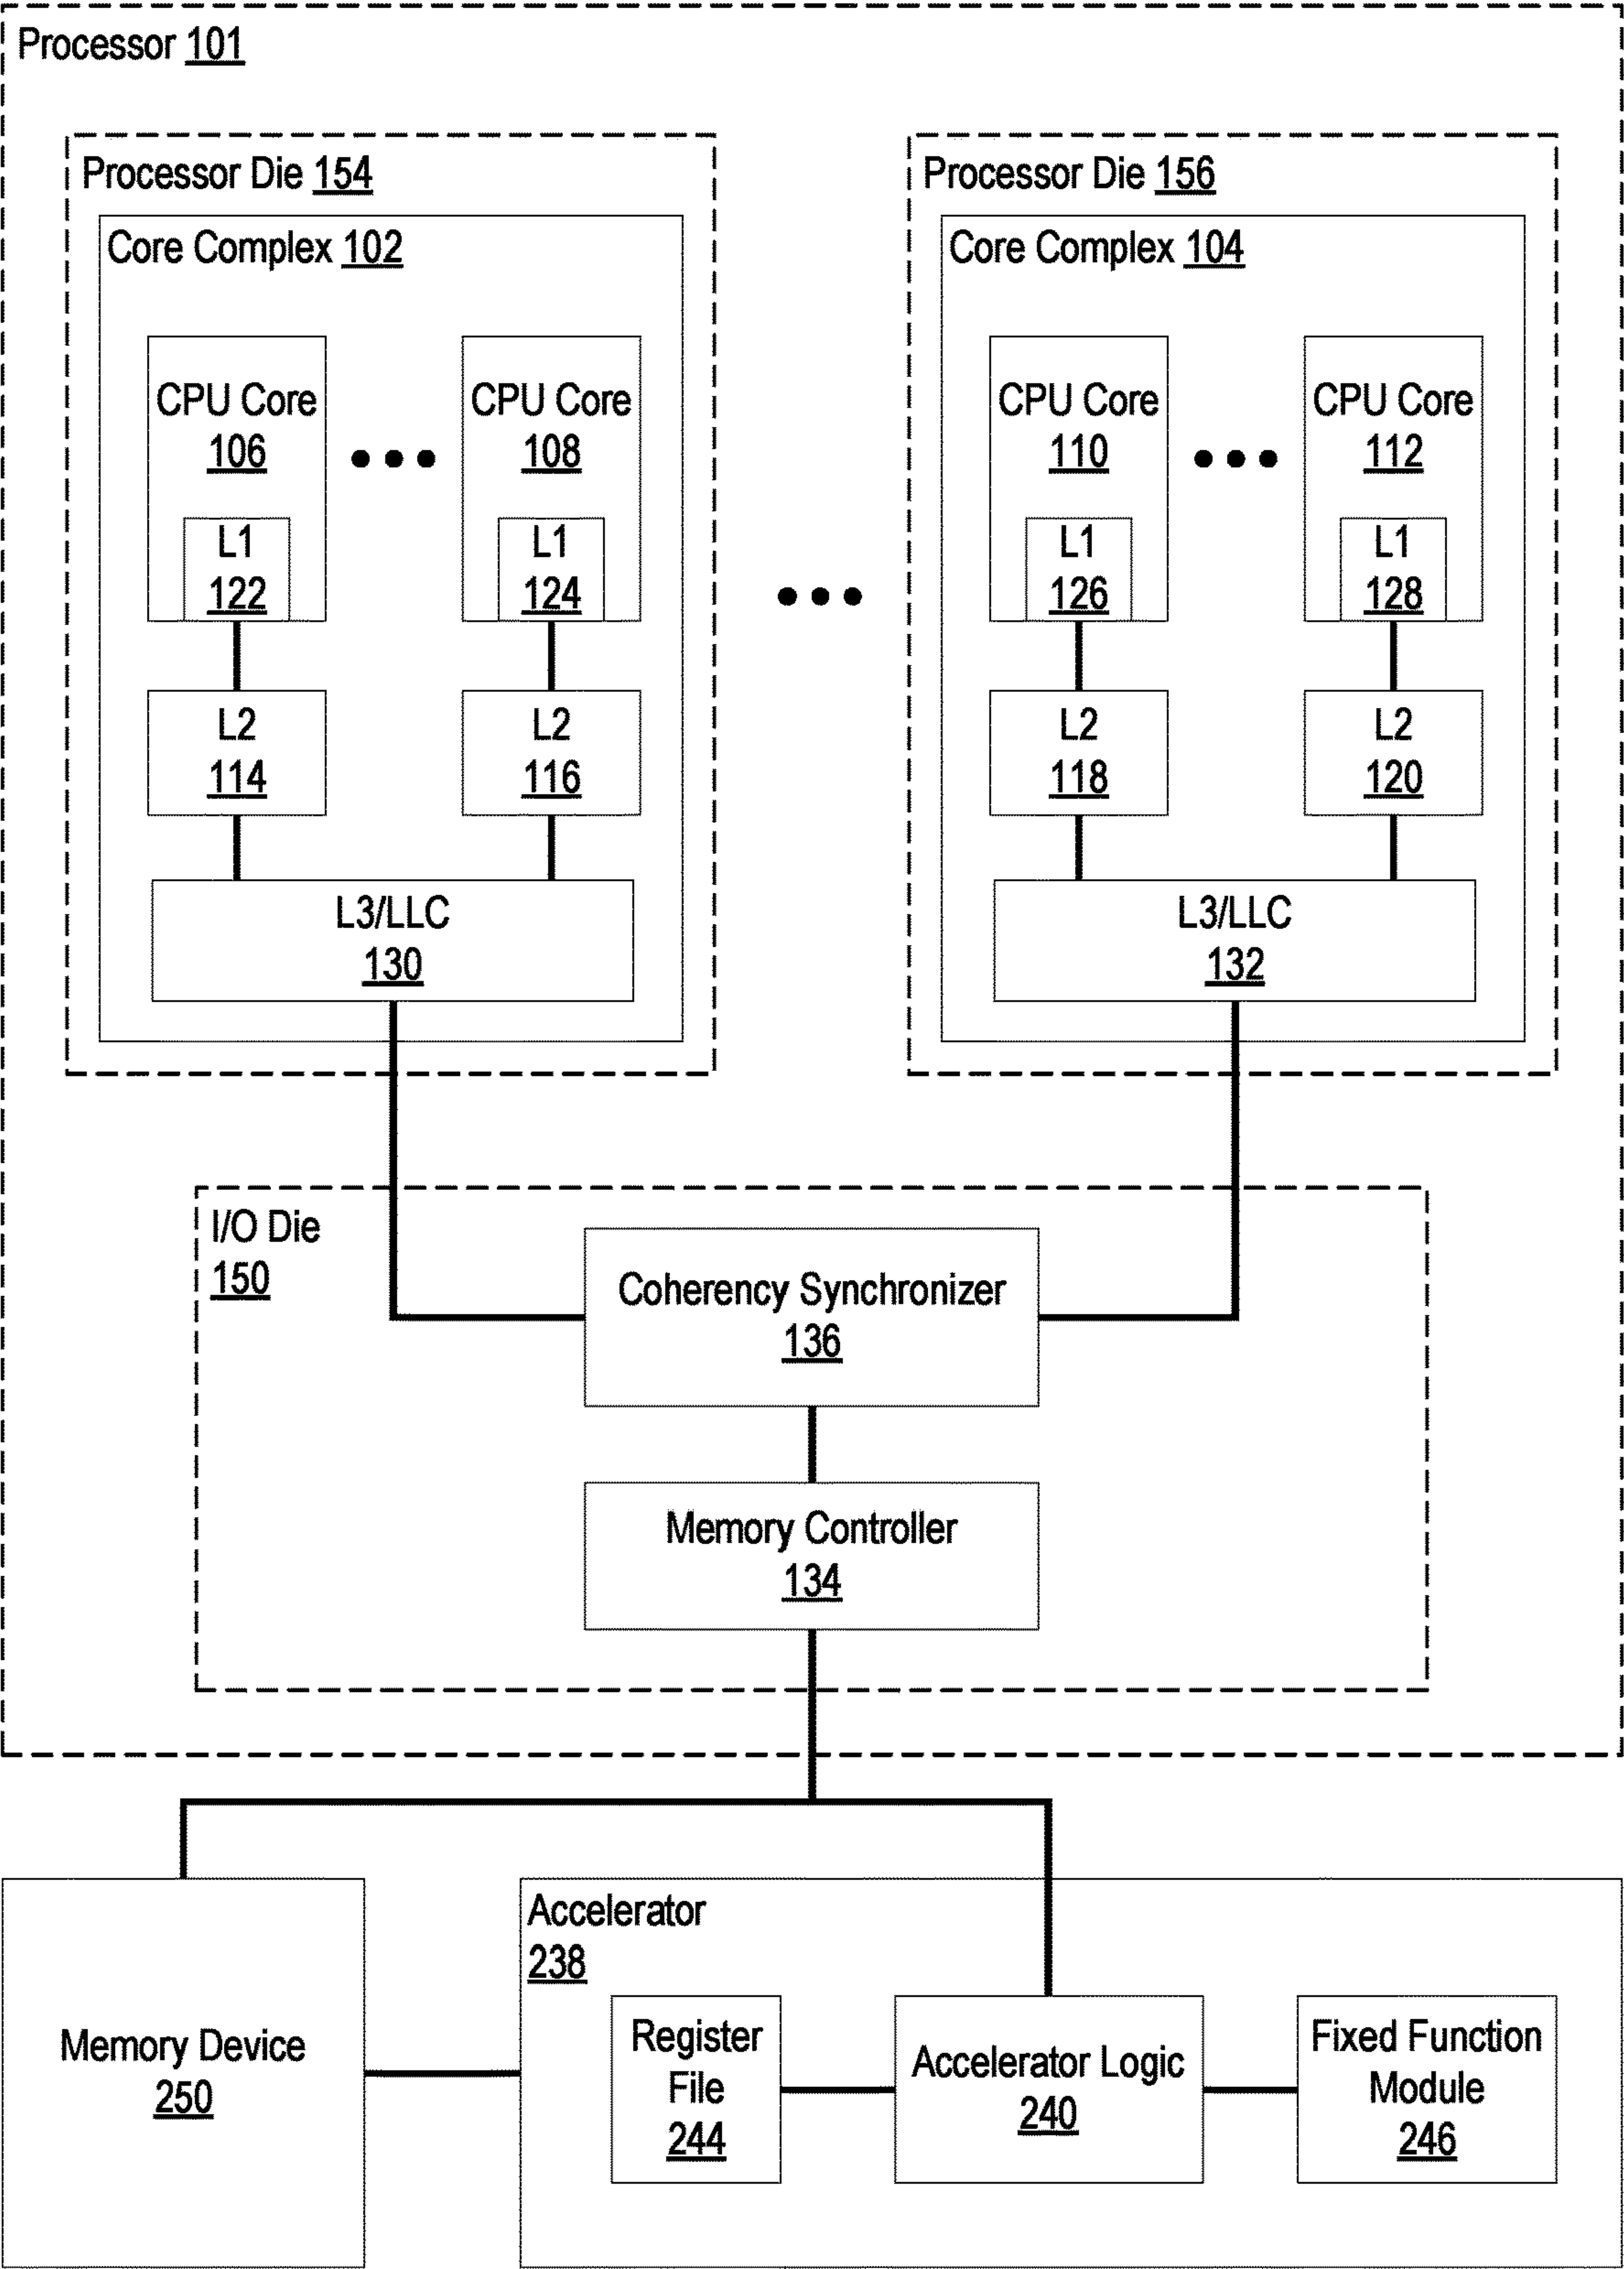 Processor 101
Processor Die 154
Core Complex 102
CPU Core
106
L1
122
CPU Core
108
L1
124
L2
114
L2
116
L3/LLC
130
Processor Die 156
Core Complex 104
CPU Core
110
L1
126
CPU Core
112
L1
128
L2
118
L2
120
L3/LLC
132
I/O Die
150
Coherency Synchronizer
136
Memory Controller
134
Memory Device
250
Accelerator
238
Register
File
244
Accelerator Logic
240
Fixed Function
Module
246